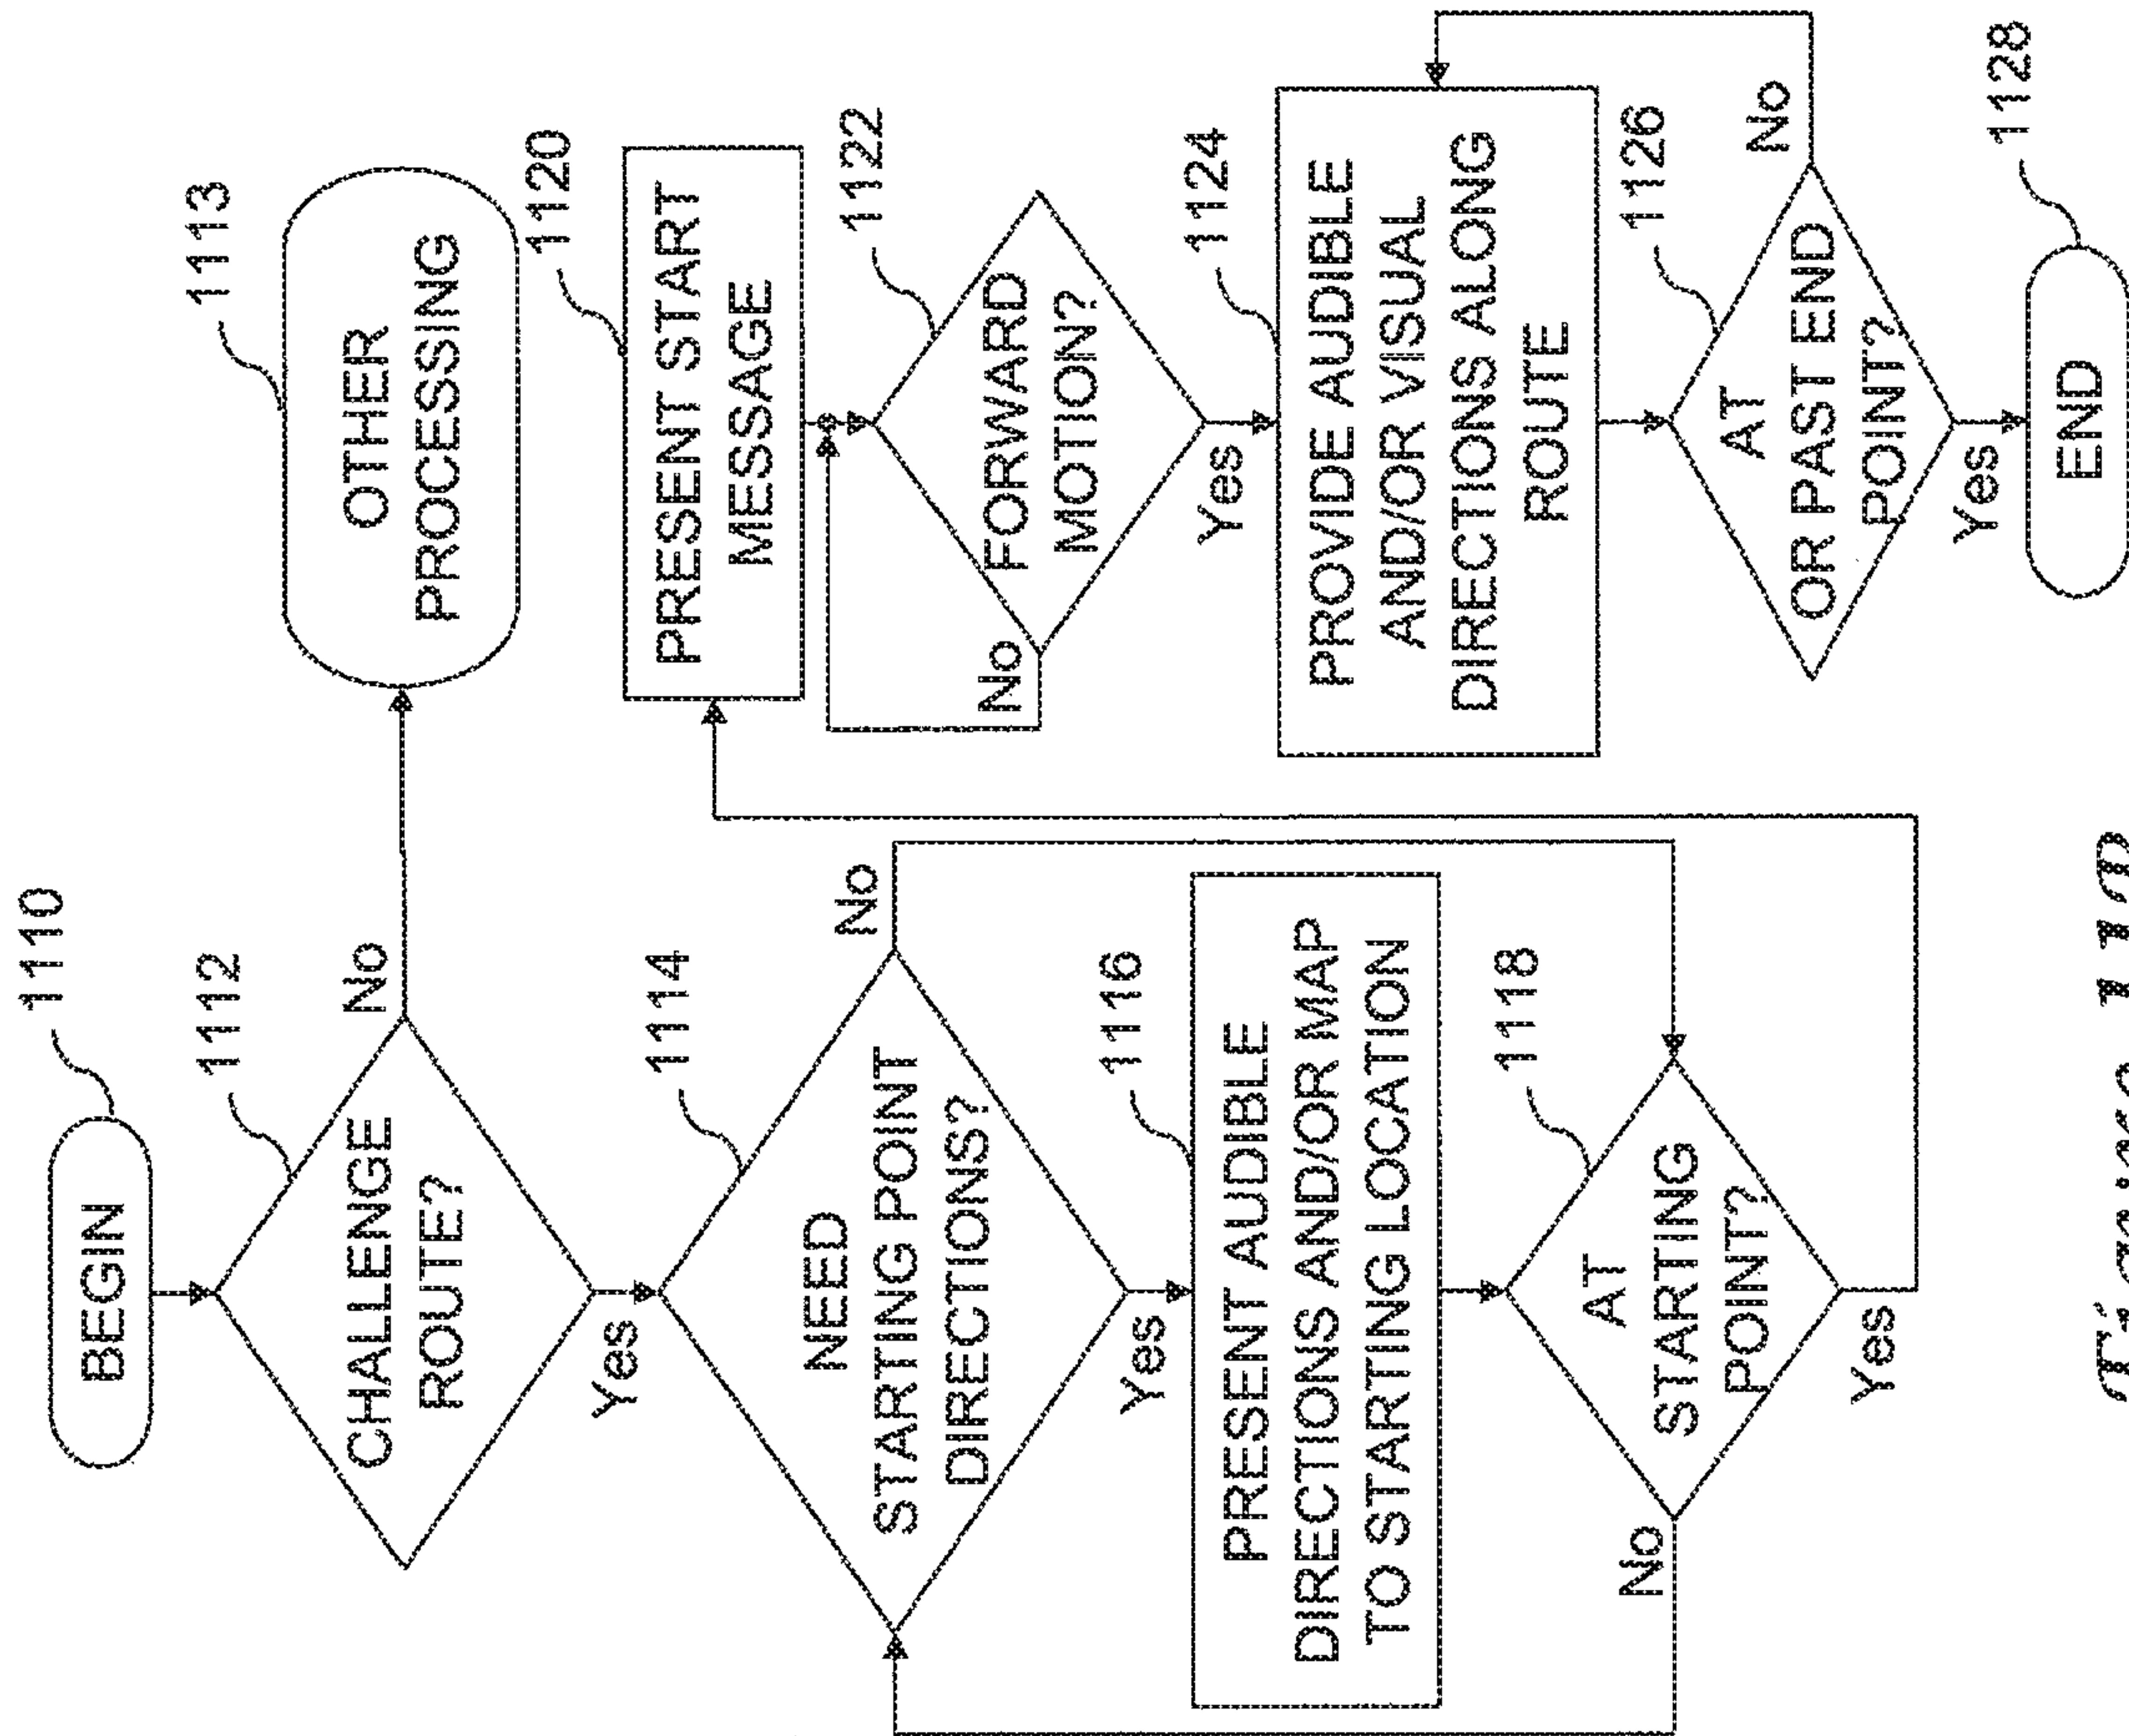 BEGIN
1110
CHALLENGE
ROUTE?
1112
No
Yes
OTHER
PROCESSING
1113
NEED
STARTING POINT
DIRECTIONS?
1114
No
Yes
PRESENT AUDIBLE
DIRECTIONS AND/OR MAP
TO STARTING LOCATION
1116
AT
STARTING
POINT?
1118
No
Yes
PRESENT START
MESSAGE
1120
FORWARD
MOTION?
1122
No
Yes
PROVIDE AUDIBLE
AND/OR VISUAL
DIRECTIONS ALONG
ROUTE
1124
AT
OR PAST END
POINT?
1126
No
Yes
END
1128